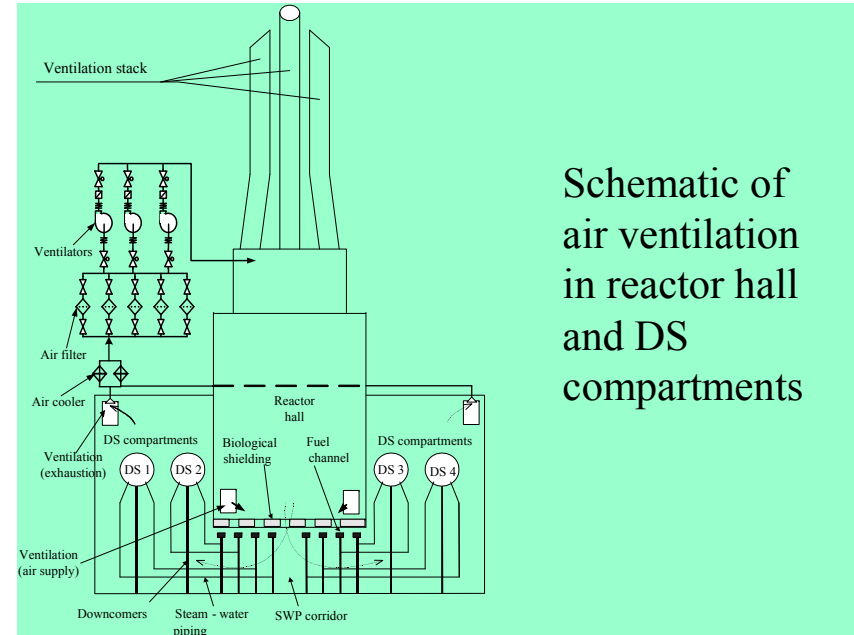 Ventilation stack
Schematic of
air ventilation
in reactor hall
and DS
compartments
Ventilators
Air filter
Air cooler
Reactor
hall
Ventilation
(exhaustion)
DS compartments
Biological
shielding
Fuel
channel
DS compartments
DS 1
DS 2
DS 3
DS 4
Ventilation
(air supply)
Downcomers
Steam - water
piping
SWP corridor